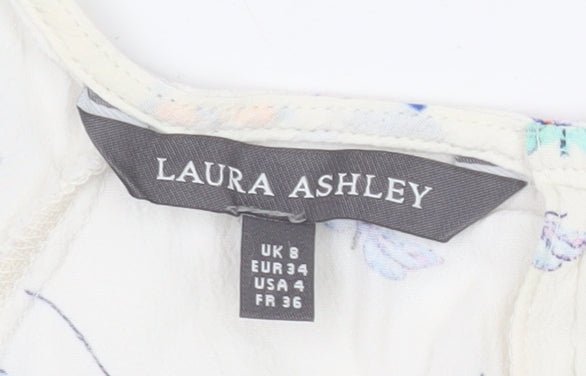 LAURA ASHLEY
UK 8
EUR 34
USA 4
FR 36